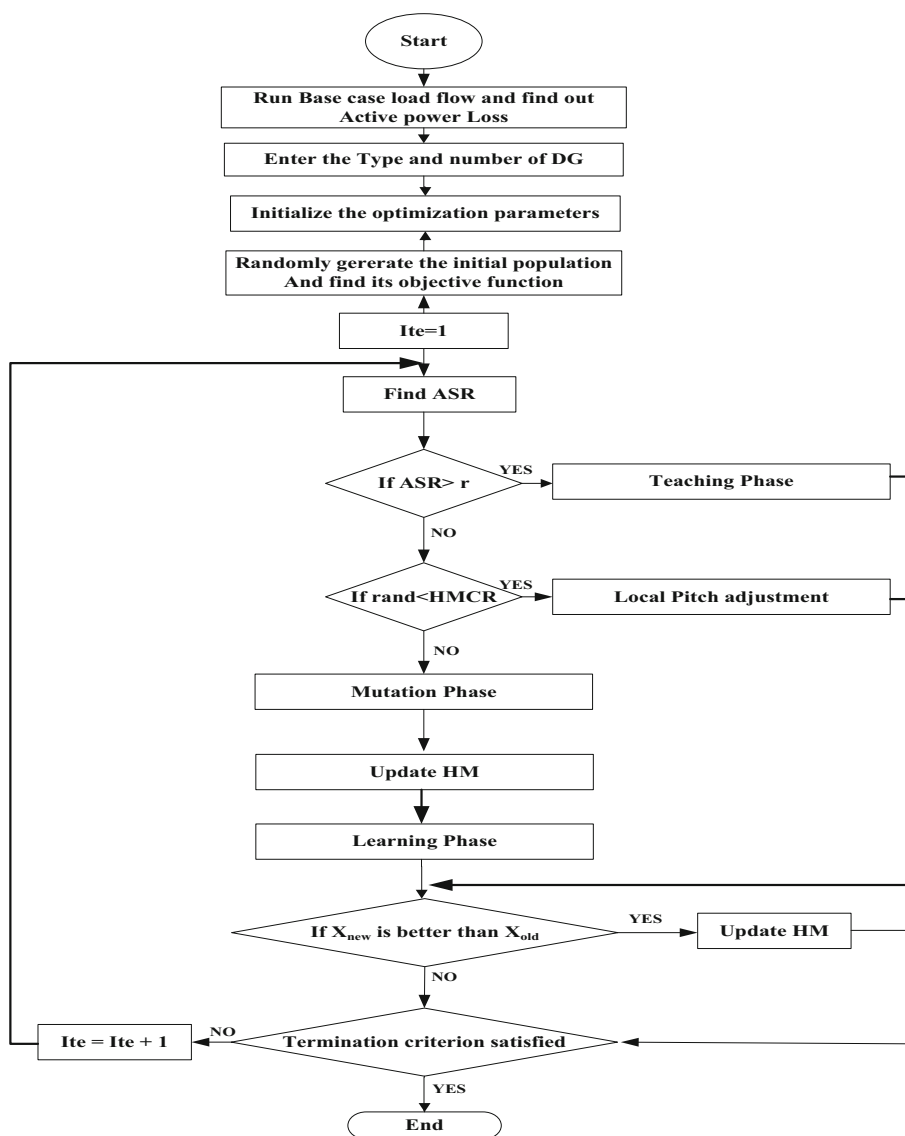 Start
Run Base case load flow and find out
Active power Loss
Enter the Type and number of DG
Initialize the optimization parameters
Randomly gererate the initial population
And find its objective function
Ite=1
Find ASR
If ASR> r
YES
Teaching Phase
NO
If rand<HMCR
YES
Local Pitch adjustment
NO
Mutation Phase
Update HM
Learning Phase
If Xnew is better than Xold
YES
Update HM
NO
Ite = Ite + 1
NO
Termination criterion satisfied
YES
End